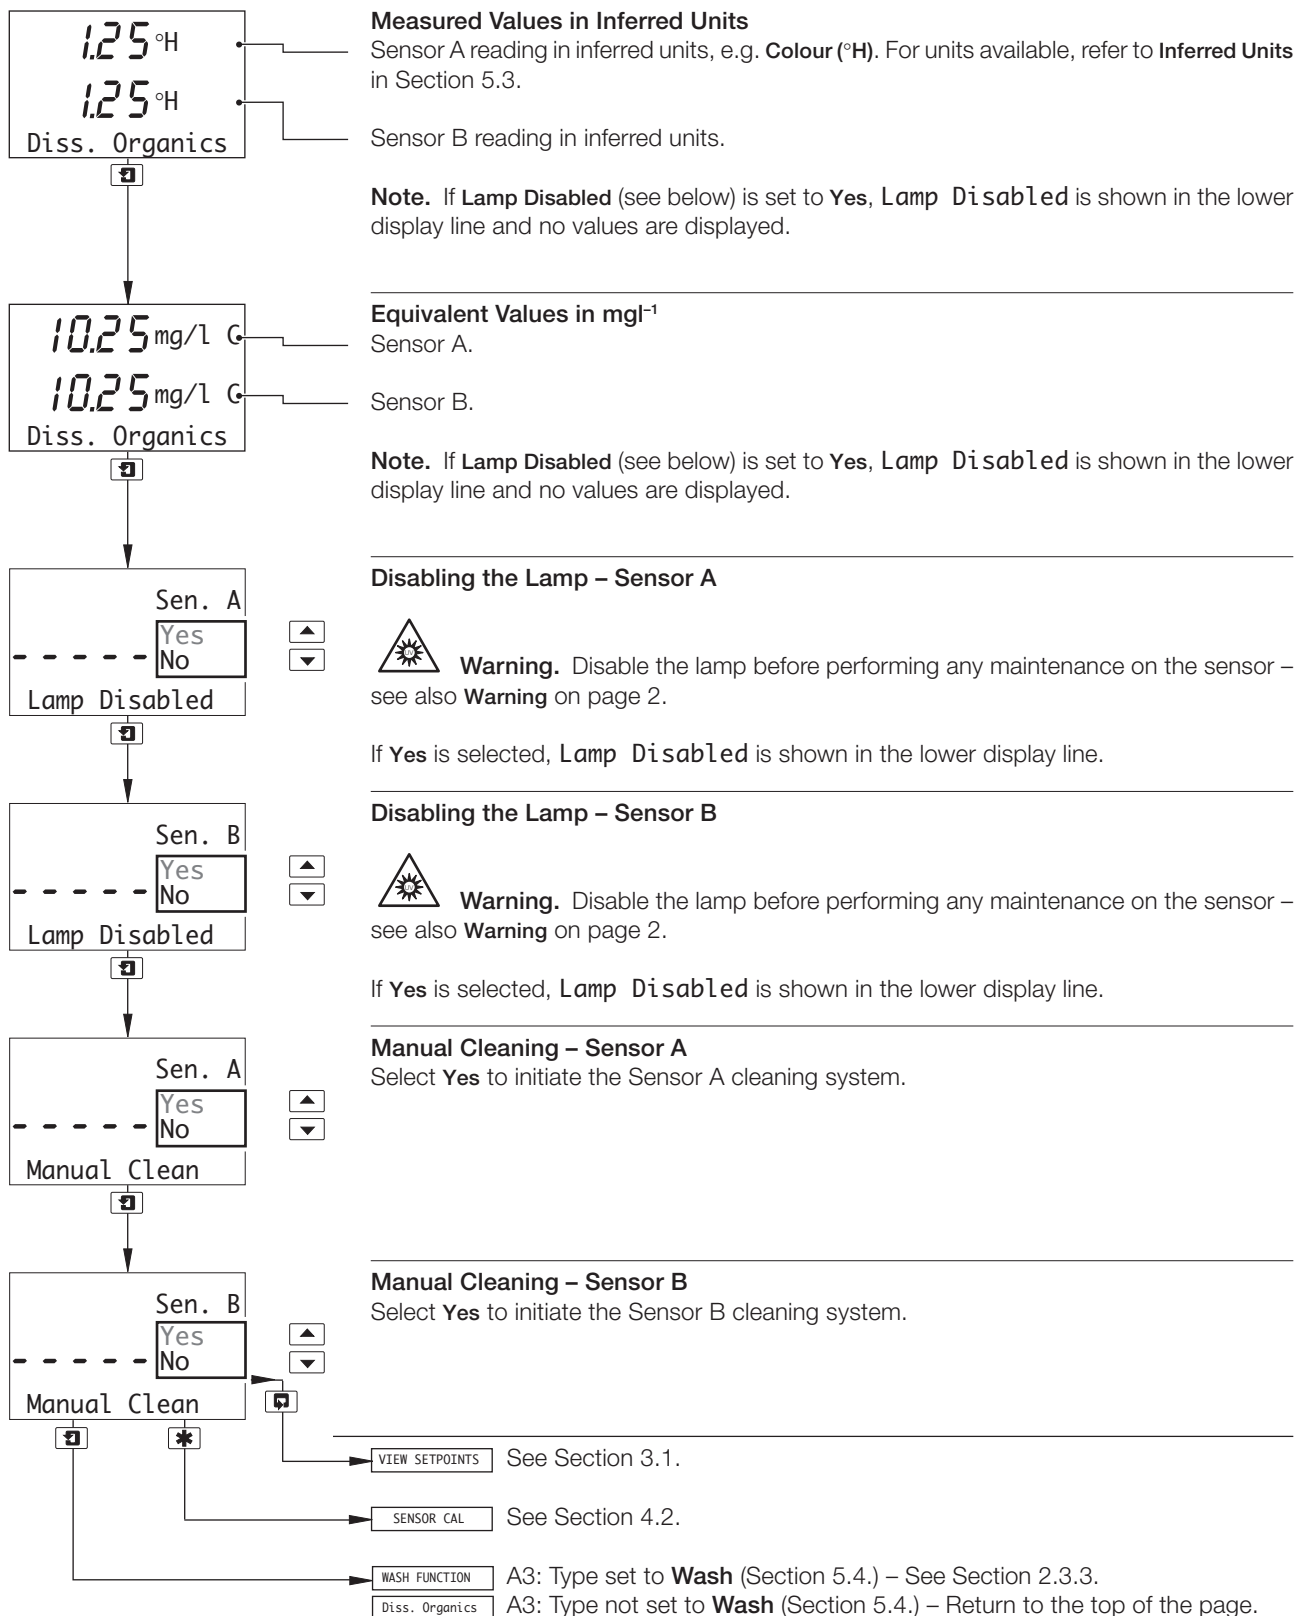 1.25 °H
1.25 °H
Diss. Organics
Measured Values in Inferred Units
Sensor A reading in inferred units, e.g. Colour (°H). For units available, refer to Inferred Units
in Section 5.3.
Sensor B reading in inferred units.
Note. If Lamp Disabled (see below) is set to Yes, Lamp Disabled is shown in the lower
display line and no values are displayed.
10.25 mg/l C
10.25 mg/l C
Diss. Organics
Equivalent Values in mgl⁻¹
Sensor A.
Sensor B.
Note. If Lamp Disabled (see below) is set to Yes, Lamp Disabled is shown in the lower
display line and no values are displayed.
Sen. A
Yes
- - - - - No
Lamp Disabled
Disabling the Lamp – Sensor A
UV
Warning. Disable the lamp before performing any maintenance on the sensor –
see also Warning on page 2.
If Yes is selected, Lamp Disabled is shown in the lower display line.
Sen. B
Yes
- - - - - No
Lamp Disabled
Disabling the Lamp – Sensor B
UV
Warning. Disable the lamp before performing any maintenance on the sensor –
see also Warning on page 2.
If Yes is selected, Lamp Disabled is shown in the lower display line.
Sen. A
Yes
- - - - - No
Manual Clean
Manual Cleaning – Sensor A
Select Yes to initiate the Sensor A cleaning system.
Sen. B
Yes
- - - - - No
Manual Clean
Manual Cleaning – Sensor B
Select Yes to initiate the Sensor B cleaning system.
VIEW SETPOINTS See Section 3.1.
SENSOR CAL See Section 4.2.
WASH FUNCTION A3: Type set to Wash (Section 5.4.) – See Section 2.3.3.
Diss. Organics A3: Type not set to Wash (Section 5.4.) – Return to the top of the page.